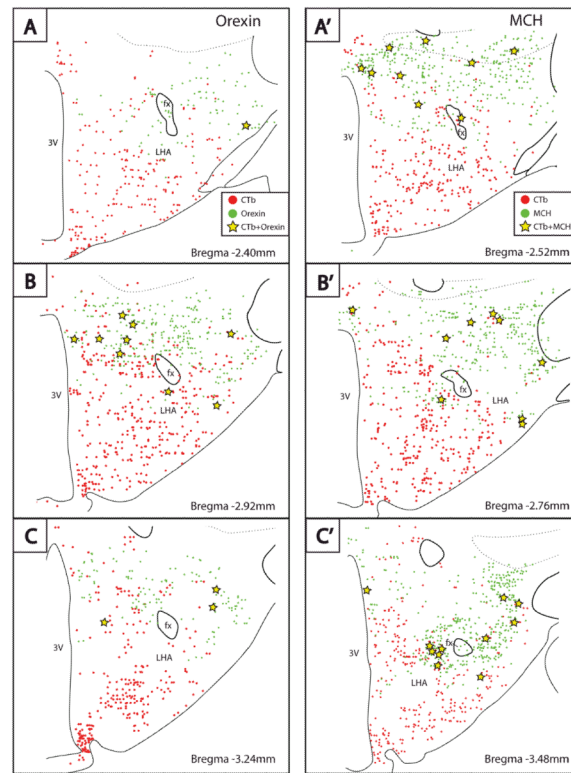 Orexin
MCH
A
fx
3V
LHA
CTb
Orexin
CTb+Orexin
Bregma -2.40mm
A'
fx
3V
LHA
CTb
MCH
CTb+MCH
Bregma -2.52mm
B
fx
3V
LHA
Bregma -2.92mm
B'
fx
3V
LHA
Bregma -2.76mm
C
fx
3V
LHA
Bregma -3.24mm
C'
fx
3V
LHA
Bregma -3.48mm